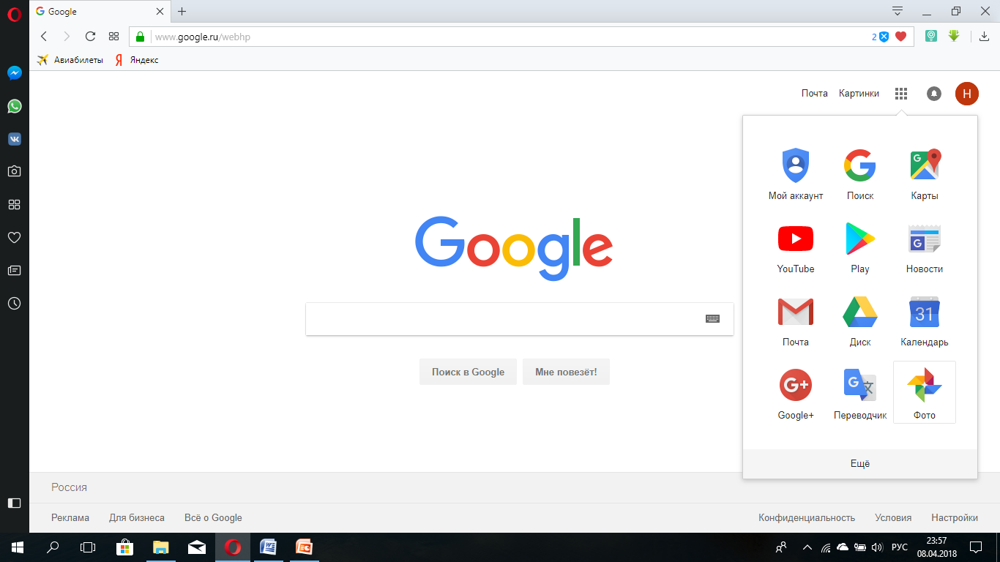 Google
www.google.ru/webhp
2
Авиабилеты
Яндекс
Почта Картинки
H
Мой аккаунт Поиск Карты
YouTube Play Новости
31
Почта Диск Календарь
G+
Google+ Переводчик Фото
Ещё
Google
Поиск в Google Мне повезёт!
Россия
Реклама Для бизнеса Всё о Google
Конфиденциальность Условия Настройки
РУС
23:57
08.04.2018